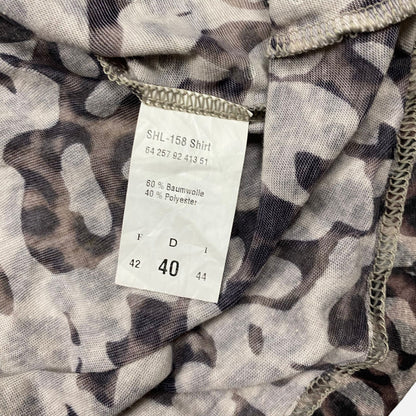 SHL-158 Shirt
64 257 92 413 51
60 % Baumwolle
40 % Polyester
F D I
42 40 44